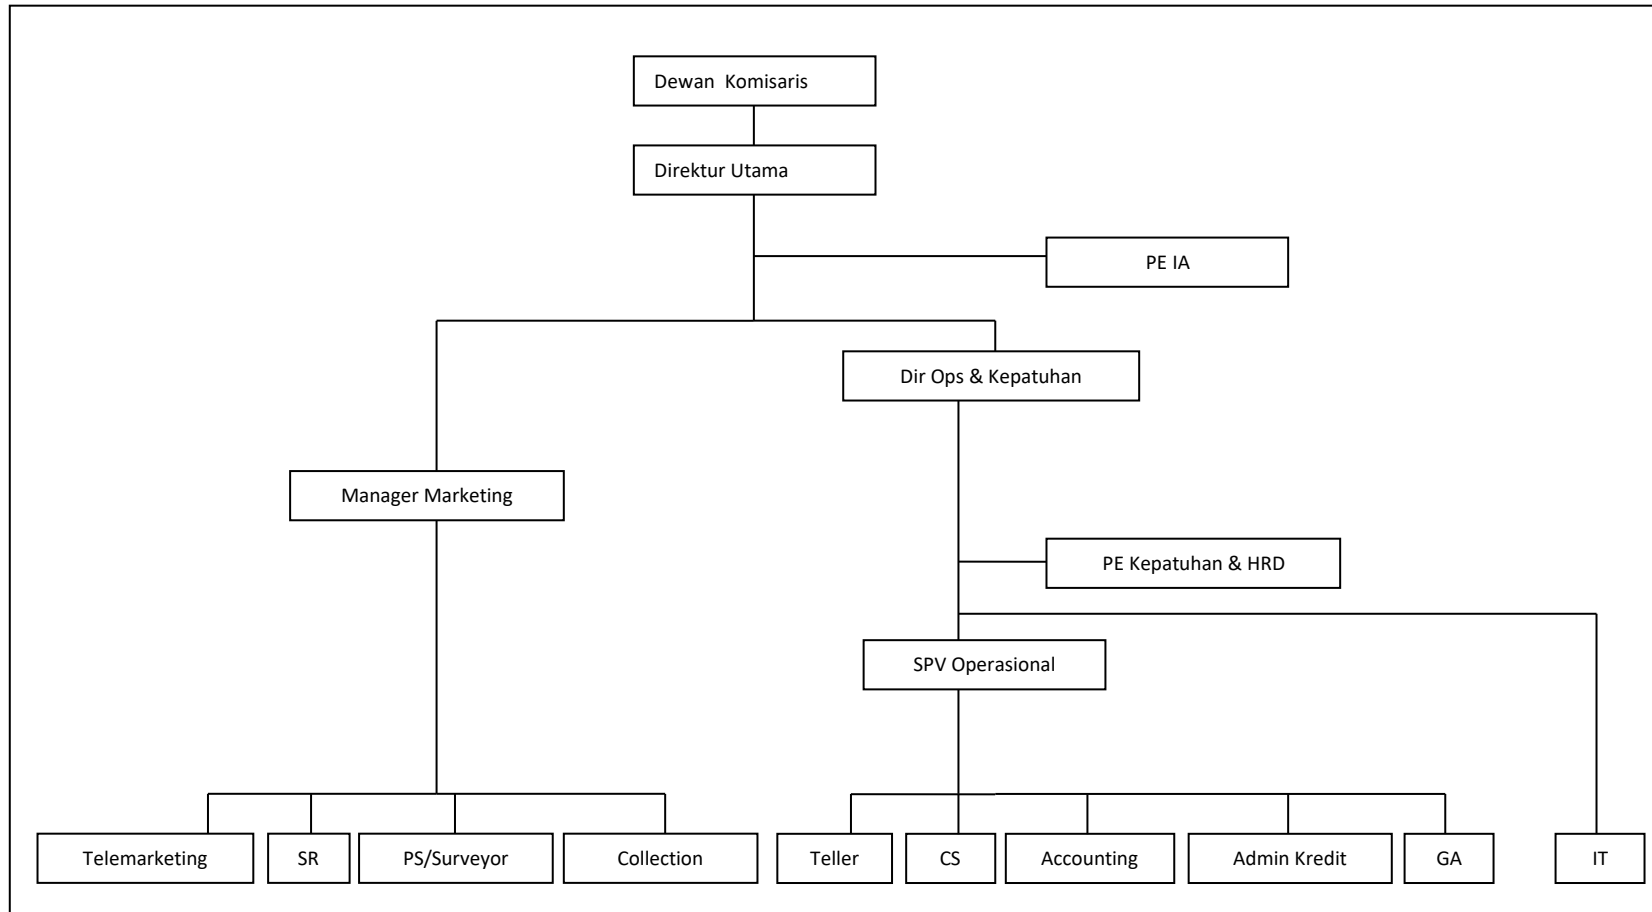 Dewan  Komisaris
Direktur Utama
PE IA
Dir Ops & Kepatuhan
Manager Marketing
PE Kepatuhan & HRD
SPV Operasional
Telemarketing
SR
PS/Surveyor
Collection
Teller
CS
Accounting
Admin Kredit
GA
IT